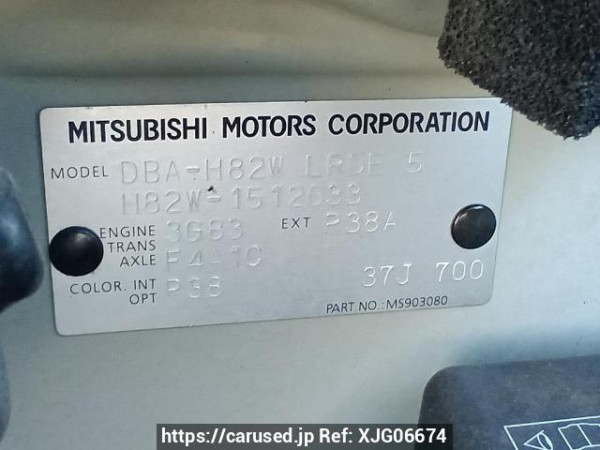 MITSUBISHI MOTORS CORPORATION
MODEL DBA-H82W LRDE 5
H82W-1512033
ENGINE 3G83 EXT P38A
TRANS
AXLE F4A1C
COLOR. INT P38
OPT 37J 700
PART NO.: MS903080
https://carused.jp Ref: XJG06674